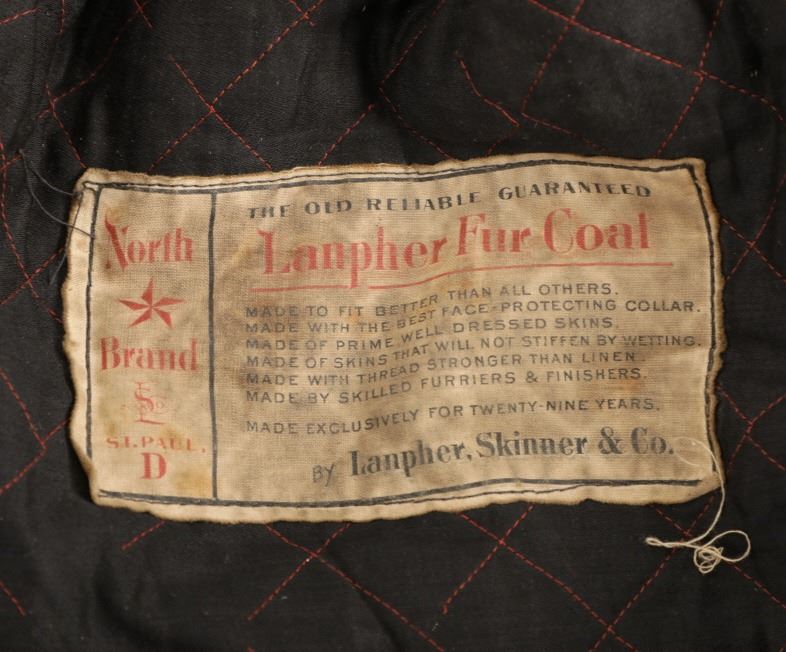 North
Brand
LS Co
ST. PAUL.
D
THE OLD RELIABLE GUARANTEED
Lanpher Fur Coat
MADE TO FIT BETTER THAN ALL OTHERS.
MADE WITH THE BEST FACE-PROTECTING COLLAR.
MADE OF PRIME WELL DRESSED SKINS.
MADE OF SKINS THAT WILL NOT STIFFEN BY WETTING.
MADE WITH THREAD STRONGER THAN LINEN
MADE BY SKILLED FURRIERS & FINISHERS.
MADE EXCLUSIVELY FOR TWENTY-NINE YEARS.
BY Lanpher, Skinner & Co.